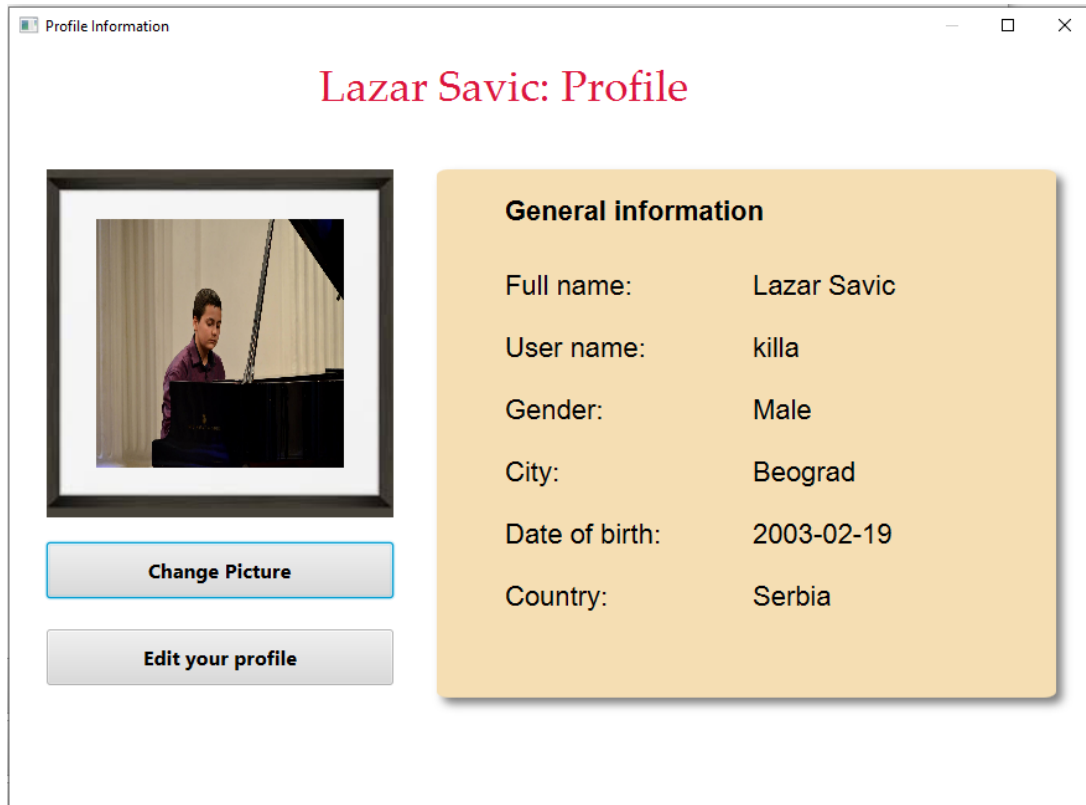 Profile Information
Lazar Savic: Profile
General information
Full name: Lazar Savic
User name: killa
Gender: Male
City: Beograd
Date of birth: 2003-02-19
Country: Serbia
Change Picture
Edit your profile